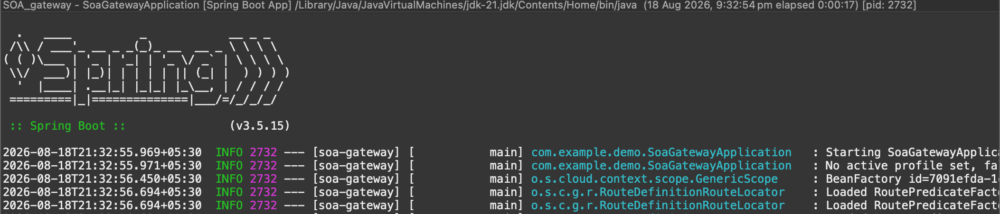 SOA_gateway - SoaGatewayApplication [Spring Boot App] /Library/Java/JavaVirtualMachines/jdk-21.jdk/Contents/Home/bin/java (18 Aug 2026, 9:32:54 pm elapsed 0:00:17) [pid: 2732]
  .   ____          _            __ _ _
 /\\ / ___'_ __ _ _(_)_ __  __ _ \ \ \ \
( ( )\___ | '_ | '_| | '_ \/ _` | \ \ \ \
 \\/  ___)| |_)| | | | | || (_| |  ) ) ) )
  '  |____| .__|_| |_|_| |_\__, | / / / /
 =========|_|==============|___/=/_/_/_/
 :: Spring Boot ::               (v3.5.15)
2026-08-18T21:32:55.969+05:30  INFO 2732 --- [soa-gateway] [           main] com.example.demo.SoaGatewayApplication   : Starting SoaGatewayApplica
2026-08-18T21:32:55.971+05:30  INFO 2732 --- [soa-gateway] [           main] com.example.demo.SoaGatewayApplication   : No active profile set, fa
2026-08-18T21:32:56.450+05:30  INFO 2732 --- [soa-gateway] [           main] o.s.cloud.context.scope.GenericScope     : BeanFactory id=7091efda-1
2026-08-18T21:32:56.694+05:30  INFO 2732 --- [soa-gateway] [           main] o.s.c.g.r.RouteDefinitionRouteLocator    : Loaded RoutePredicateFact
2026-08-18T21:32:56.694+05:30  INFO 2732 --- [soa-gateway] [           main] o.s.c.g.r.RouteDefinitionRouteLocator    : Loaded RoutePredicateFact